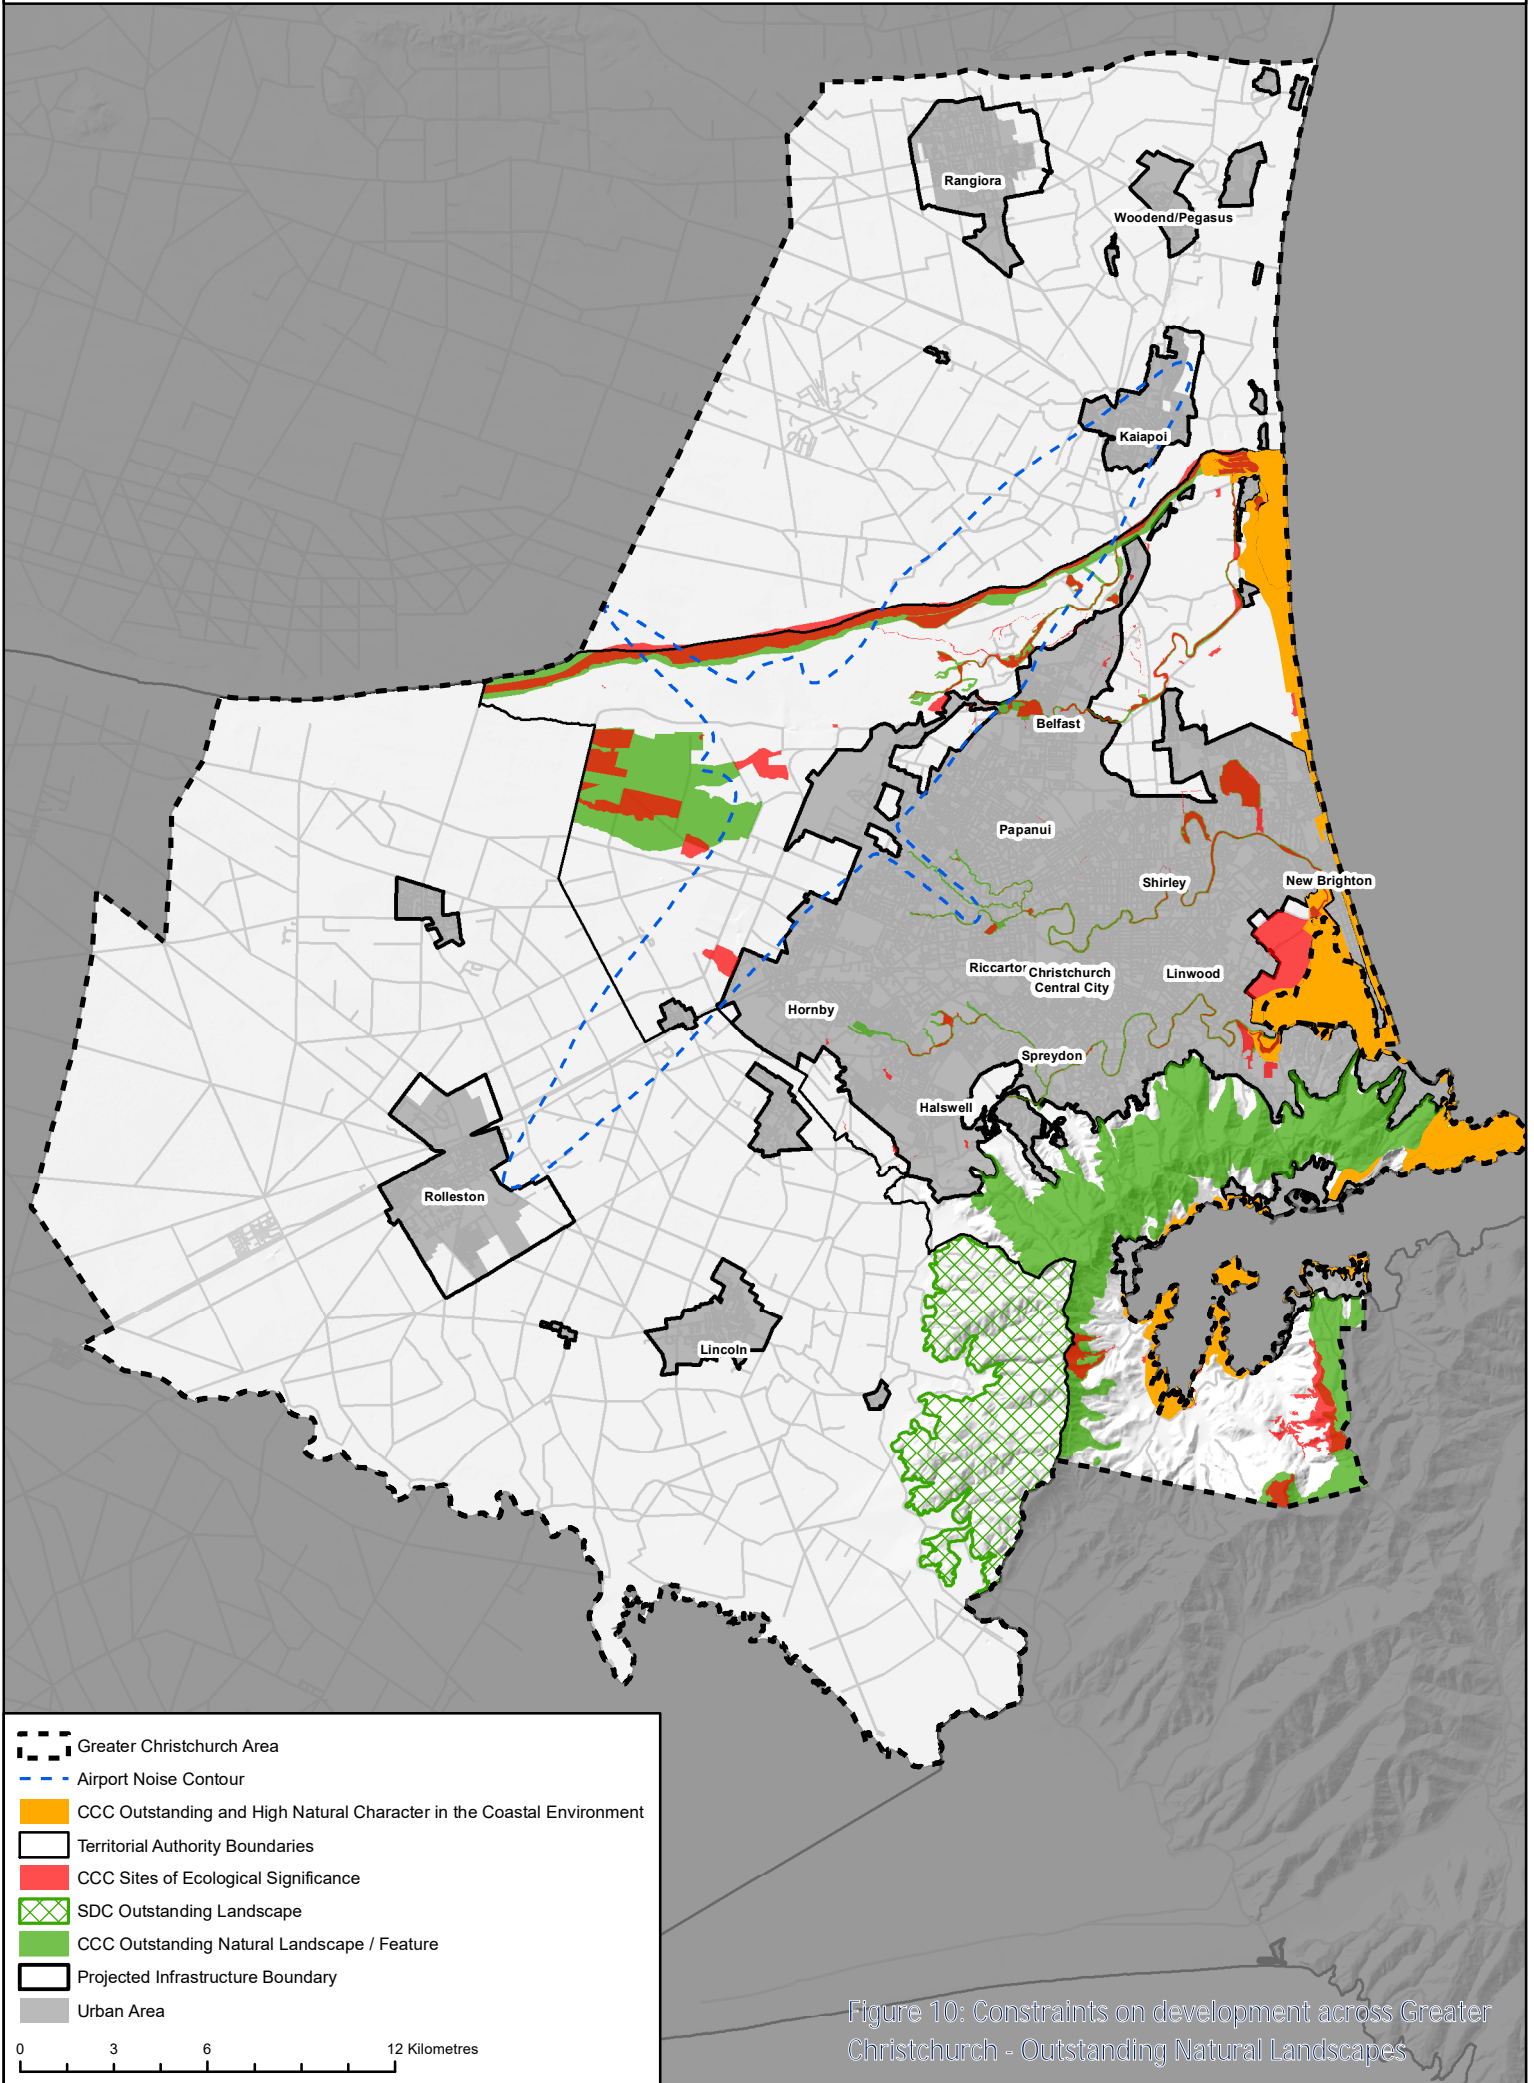 Rangiora
Woodend/Pegasus
Kaiapoi
Belfast
Papanui
Shirley
New Brighton
Riccarton
Christchurch
Central City
Linwood
Hornby
Spreydon
Halswell
Rolleston
Lincoln
Greater Christchurch Area
Airport Noise Contour
CCC Outstanding and High Natural Character in the Coastal Environment
Territorial Authority Boundaries
CCC Sites of Ecological Significance
SDC Outstanding Landscape
CCC Outstanding Natural Landscape / Feature
Projected Infrastructure Boundary
Urban Area
0 3 6 12 Kilometres
Figure 10: Constraints on development across Greater
Christchurch - Outstanding Natural Landscapes